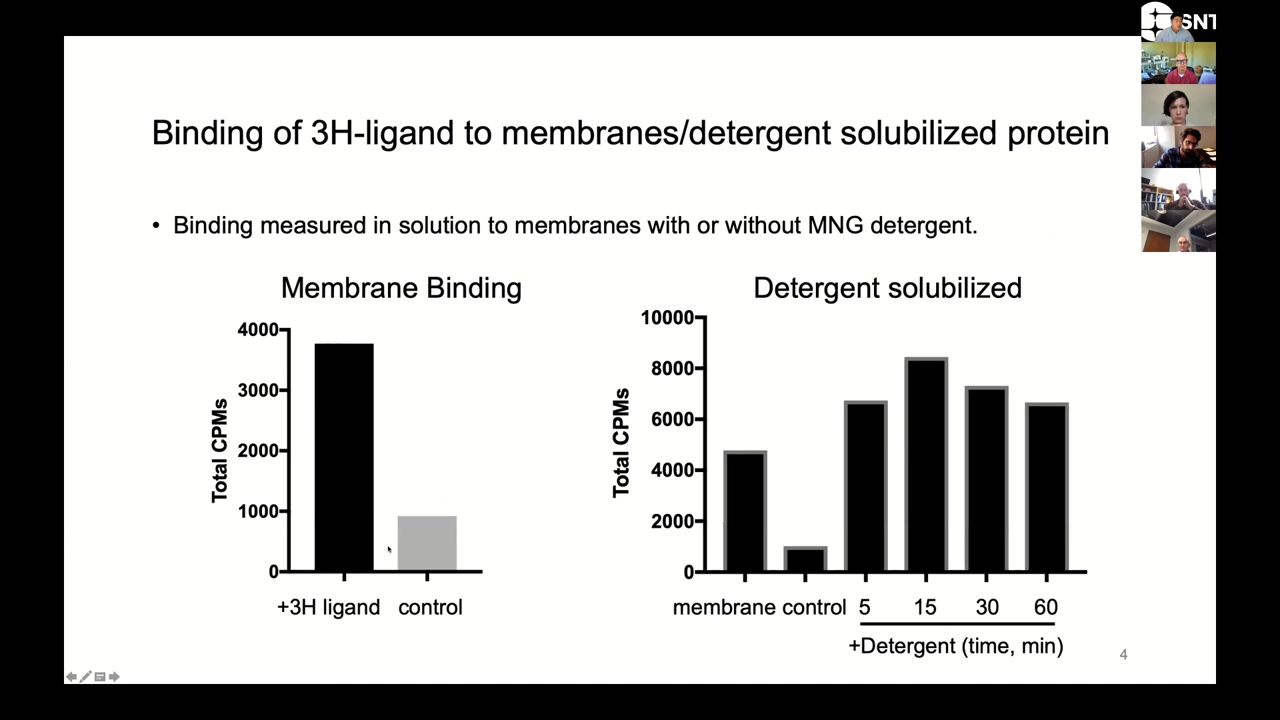 SNT
Binding of 3H-ligand to membranes/detergent solubilized protein
• Binding measured in solution to membranes with or without MNG detergent.
Membrane Binding
Total CPMs
4000
3000
2000
1000
0
+3H ligand control
Detergent solubilized
Total CPMs
10000
8000
6000
4000
2000
0
membrane control 5 15 30 60
+Detergent (time, min)
4